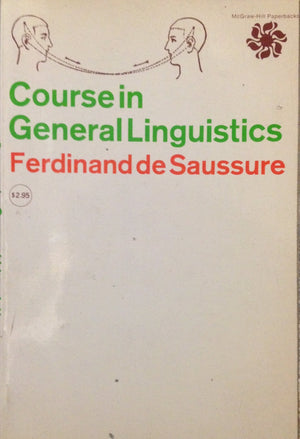 McGraw-Hill Paperbacks
Course in
General Linguistics
Ferdinand de Saussure
$2.95